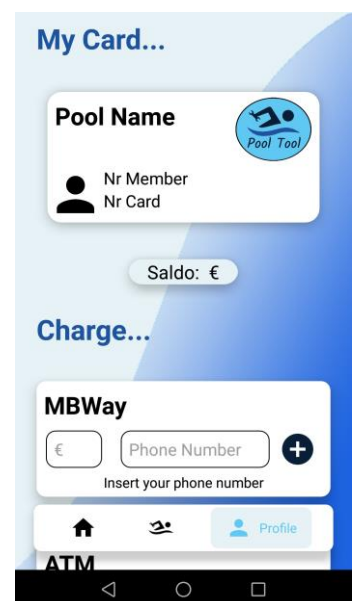 My Card...
Pool Name
Pool Tool
Nr Member
Nr Card
Saldo: €
Charge...
MBWay
€ Phone Number
Insert your phone number
Profile
ATM